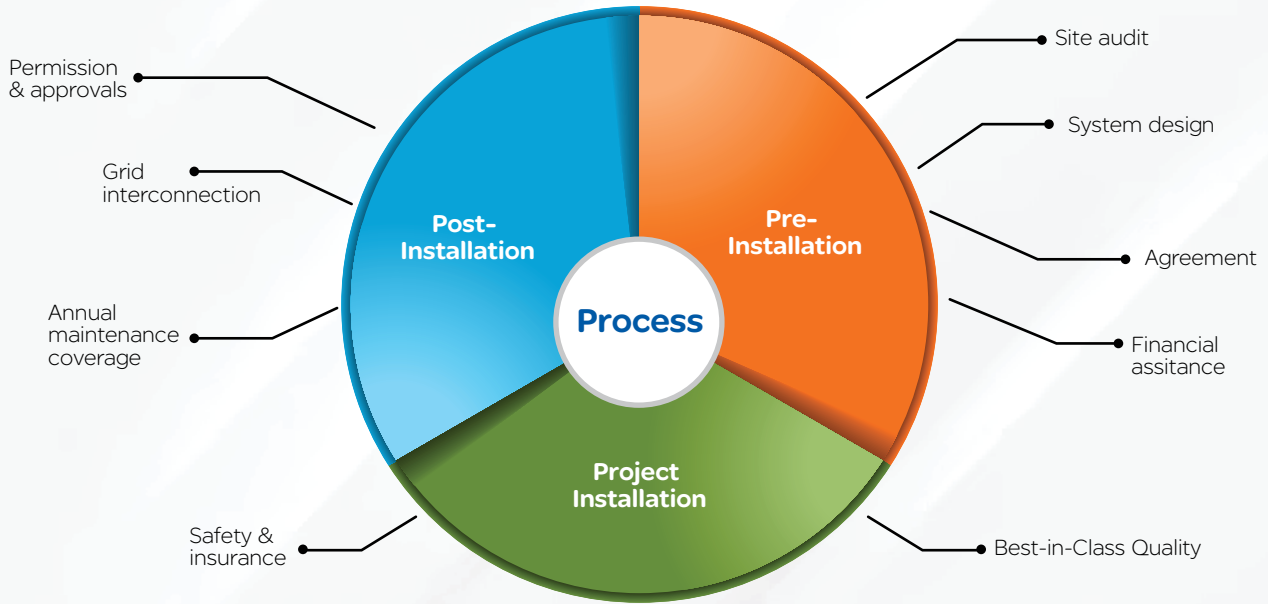 Process
Pre-
Installation
Site audit
System design
Agreement
Financial
assitance
Project
Installation
Best-in-Class Quality
Safety &
insurance
Post-
Installation
Permission
& approvals
Grid
interconnection
Annual
maintenance
coverage